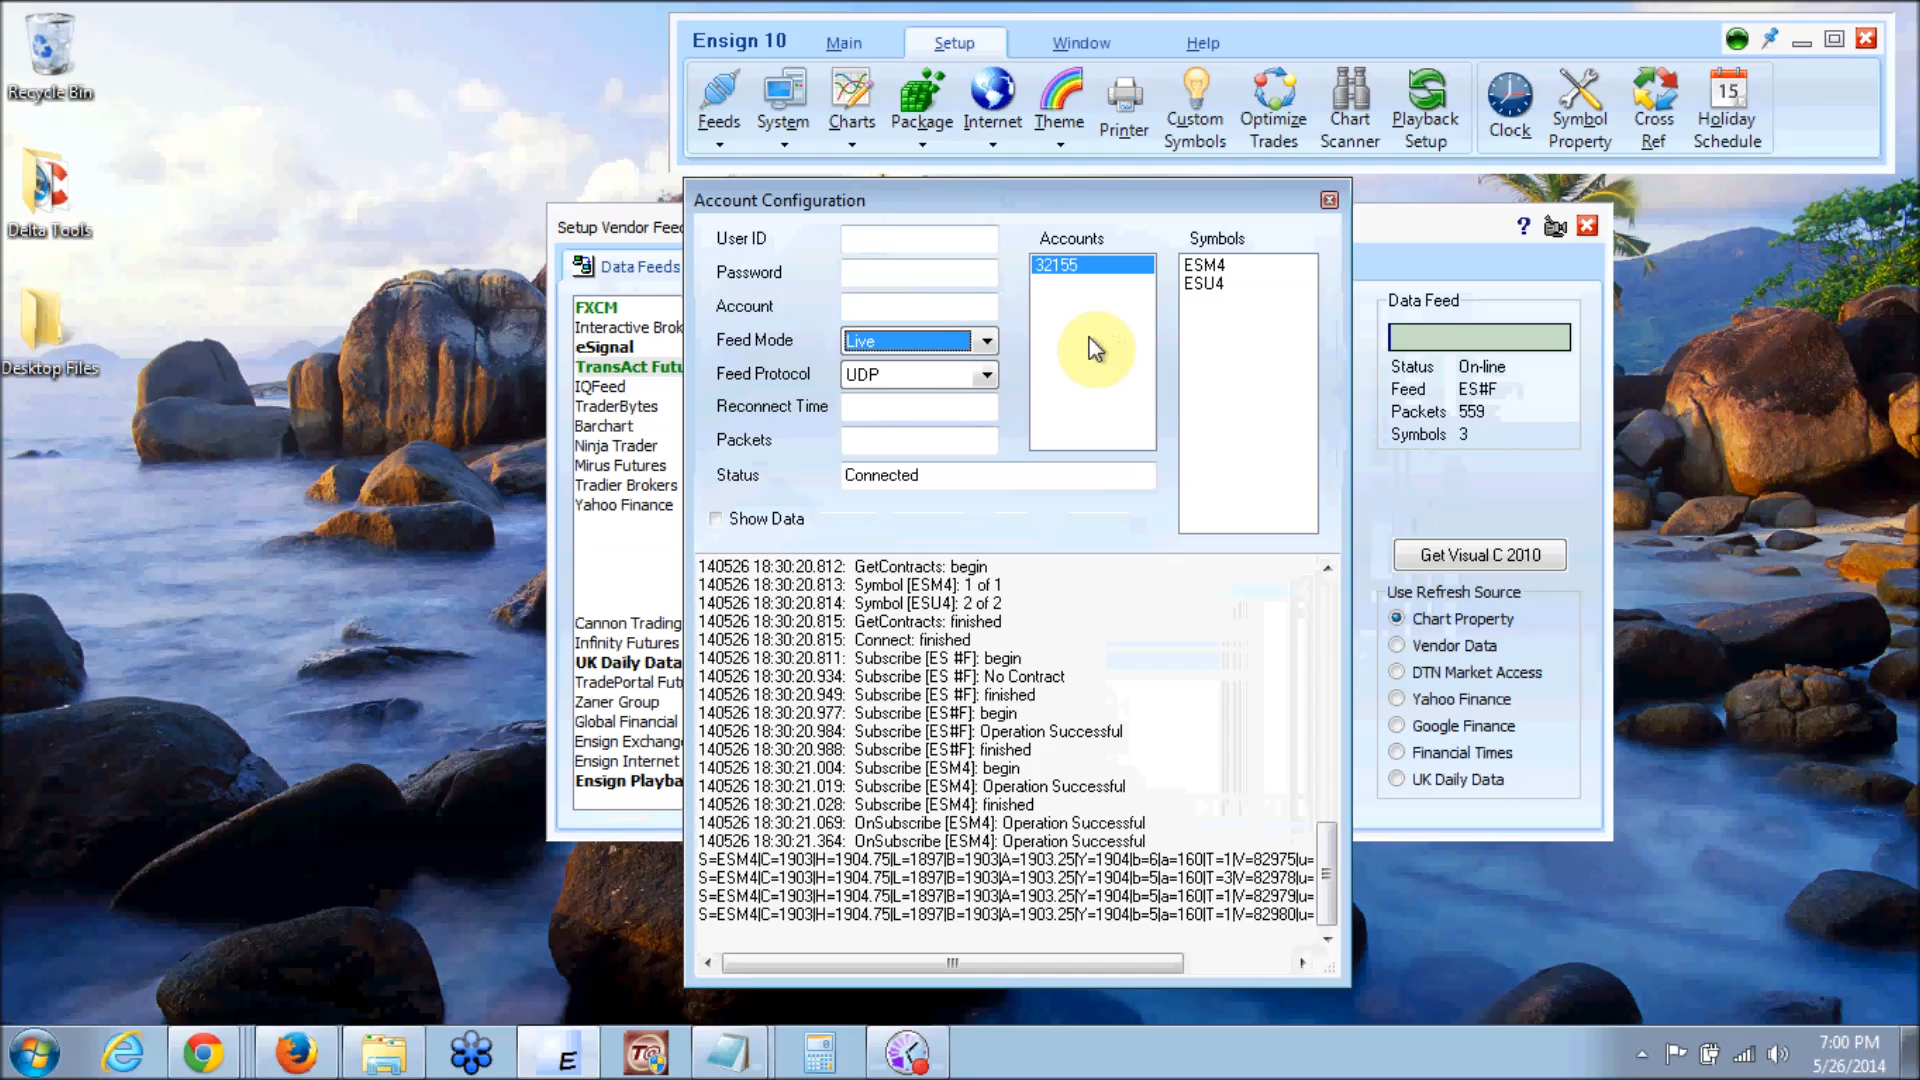 Recycle Bin
Delta Tools
Desktop Files
Ensign 10
Main
Setup
Window
Help
Feeds
System
Charts
Package
Internet
Theme
Printer
Custom
Symbols
Optimize
Trades
Chart
Scanner
Playback
Setup
Clock
Symbol
Property
Cross
Ref
15
Holiday
Schedule
Setup Vendor Feed
Data Feeds
FXCM
Interactive Brok
eSignal
TransAct Futu
IQFeed
TraderBytes
Barchart
Ninja Trader
Mirus Futures
Tradier Brokers
Yahoo Finance
Cannon Trading
Infinity Futures
UK Daily Data
TradePortal Futu
Zaner Group
Global Financial
Ensign Exchange
Ensign Internet
Ensign Playba
Account Configuration
User ID
Password
Account
Feed Mode
Live
Feed Protocol
UDP
Reconnect Time
Packets
Status
Connected
Show Data
Accounts
32155
Symbols
ESM4
ESU4
140526 18:30:20.812: GetContracts: begin
140526 18:30:20.813: Symbol [ESM4]: 1 of 1
140526 18:30:20.814: Symbol [ESU4]: 2 of 2
140526 18:30:20.815: GetContracts: finished
140526 18:30:20.815: Connect: finished
140526 18:30:20.811: Subscribe [ES #F]: begin
140526 18:30:20.934: Subscribe [ES #F]: No Contract
140526 18:30:20.949: Subscribe [ES #F]: finished
140526 18:30:20.977: Subscribe [ES#F]: begin
140526 18:30:20.984: Subscribe [ES#F]: Operation Successful
140526 18:30:20.988: Subscribe [ES#F]: finished
140526 18:30:21.004: Subscribe [ESM4]: begin
140526 18:30:21.019: Subscribe [ESM4]: Operation Successful
140526 18:30:21.028: Subscribe [ESM4]: finished
140526 18:30:21.069: OnSubscribe [ESM4]: Operation Successful
140526 18:30:21.364: OnSubscribe [ESM4]: Operation Successful
S=ESM4|C=1903|H=1904.75|L=1897|B=1903|A=1903.25|Y=1904|b=6|a=160|T=1|V=82975|u=
S=ESM4|C=1903|H=1904.75|L=1897|B=1903|A=1903.25|Y=1904|b=5|a=160|T=3|V=82978|u=
S=ESM4|C=1903|H=1904.75|L=1897|B=1903|A=1903.25|Y=1904|b=5|a=160|T=1|V=82979|u=
S=ESM4|C=1903|H=1904.75|L=1897|B=1903|A=1903.25|Y=1904|b=5|a=160|T=1|V=82980|u=
?
Data Feed
Status On-line
Feed ES#F
Packets 559
Symbols 3
Get Visual C 2010
Use Refresh Source
Chart Property
Vendor Data
DTN Market Access
Yahoo Finance
Google Finance
Financial Times
UK Daily Data
E
T@
7:00 PM
5/26/2014